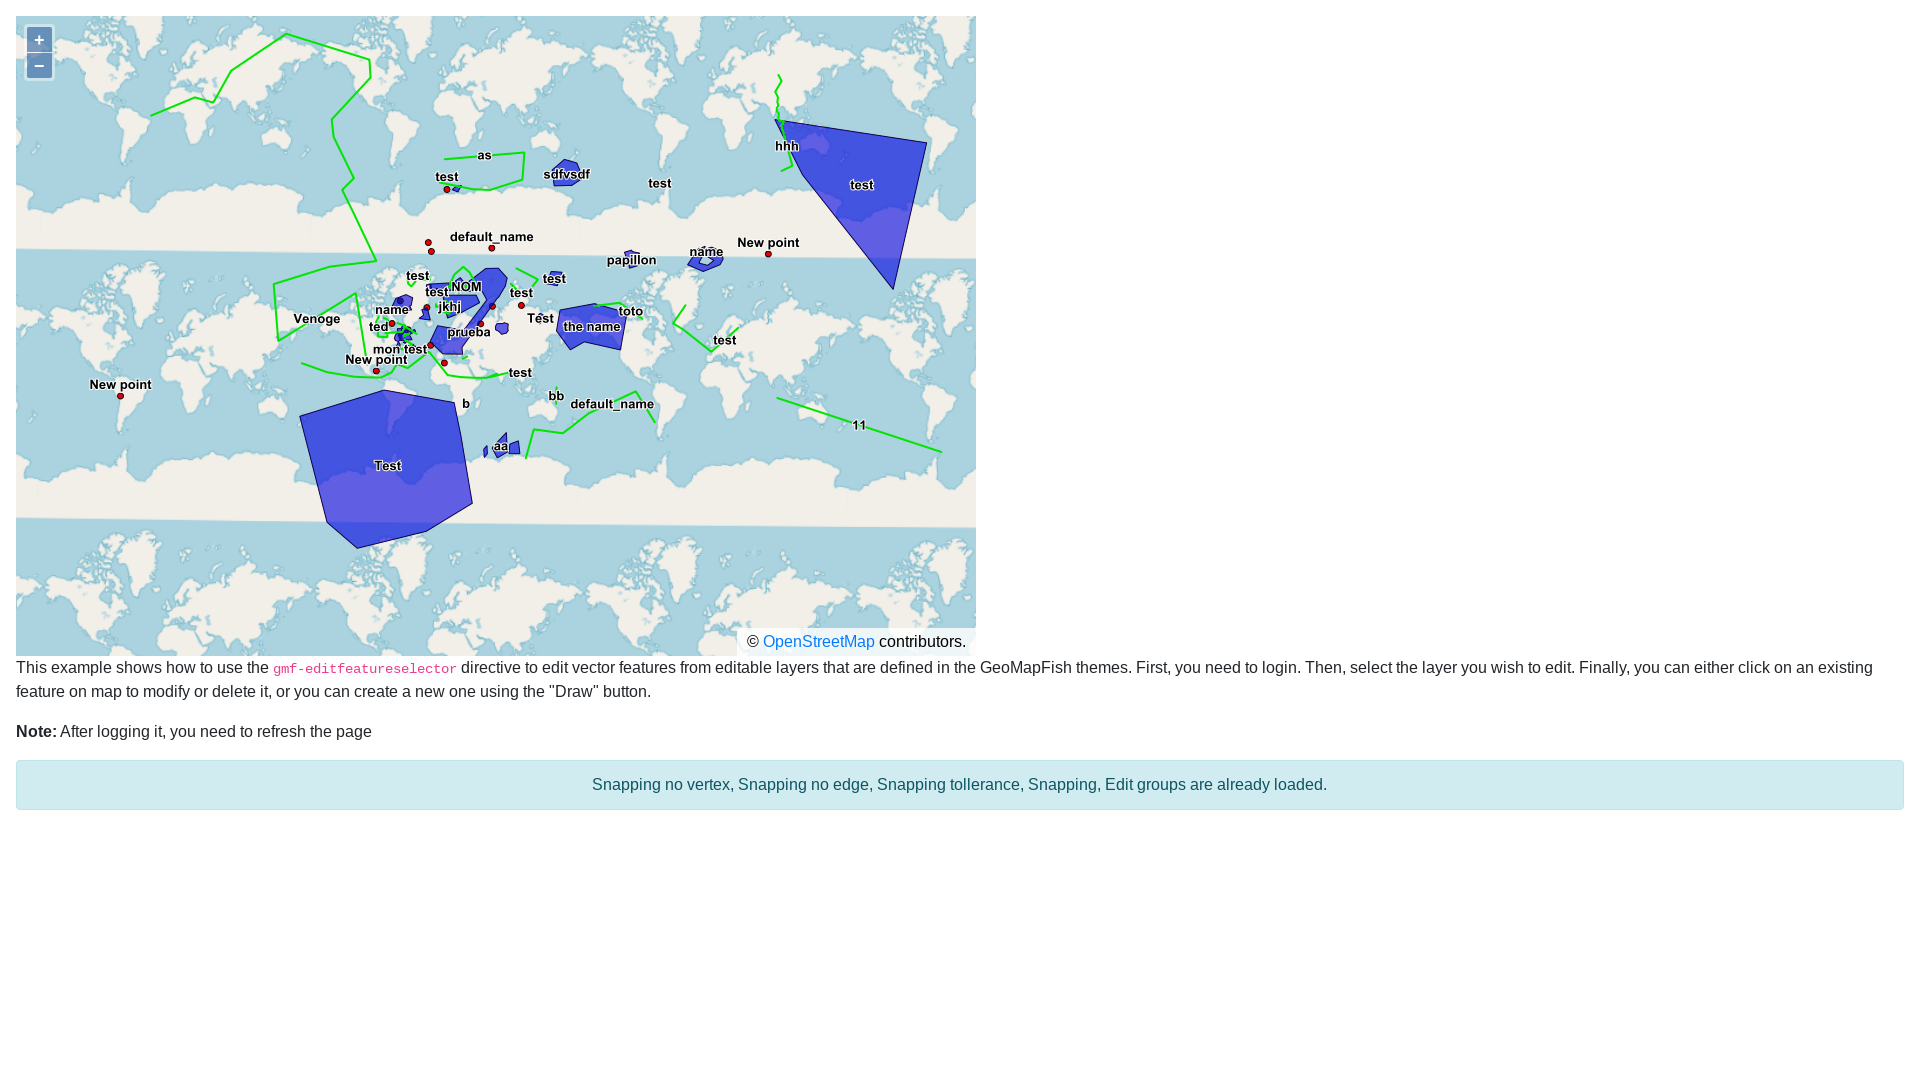 +
−
as
test
sdfvsdf
hhh
test
test
default_name
New point
name
papillon
test
test
NOM
test
test
jkhj
name
toto
Venoge
Test
ted
the name
prueba
test
mon test
New point
test
New point
bb
b
default_name
11
aa
Test
© OpenStreetMap contributors.
This example shows how to use the gmf-editfeatureselector directive to edit vector features from editable layers that are defined in the GeoMapFish themes. First, you need to login. Then, select the layer you wish to edit. Finally, you can either click on an existing
feature on map to modify or delete it, or you can create a new one using the "Draw" button.
Note: After logging it, you need to refresh the page
Snapping no vertex, Snapping no edge, Snapping tollerance, Snapping, Edit groups are already loaded.